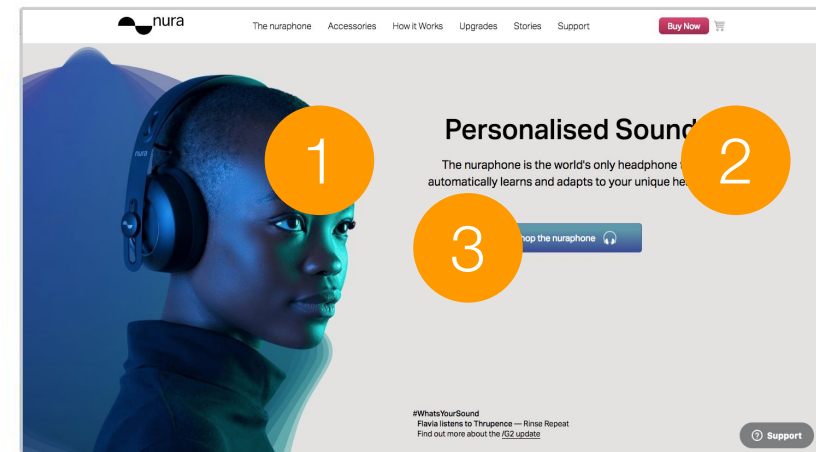 nura
The nuraphone Accessories How it Works Upgrades Stories Support Buy Now
nura
1
2
3
Personalised Sound
The nuraphone is the world's only headphone
automatically learns and adapts to your unique
the nuraphone
#WhatsYourSound
Flavia listens to Thrupence — Rinse Repeat
Find out more about the /G2 update
Support